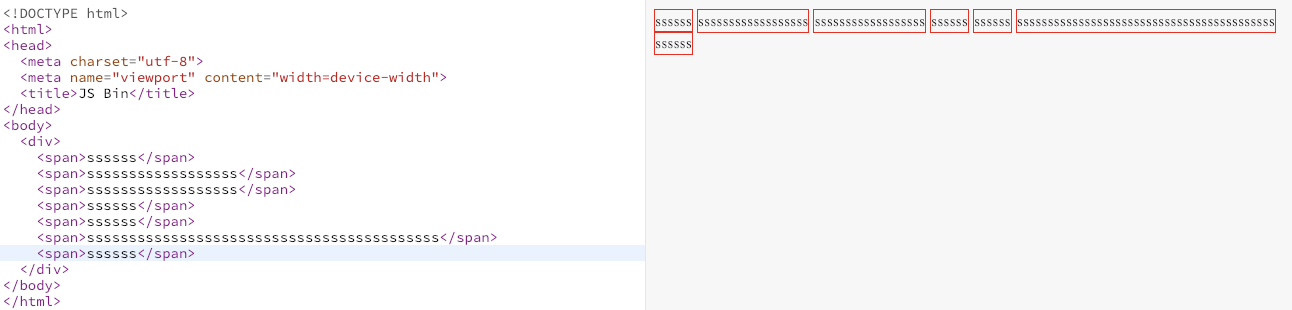 <!DOCTYPE html>
<html>
<head>
  <meta charset="utf-8">
  <meta name="viewport" content="width=device-width">
  <title>JS Bin</title>
</head>
<body>
  <div>
    <span>ssssss</span>
    <span>ssssssssssssssssss</span>
    <span>ssssssssssssssssss</span>
    <span>ssssss</span>
    <span>ssssss</span>
    <span>ssssssssssssssssssssssssssssssssssssssssss</span>
    <span>ssssss</span>
  </div>
</body>
</html>
ssssss ssssssssssssssssss ssssssssssssssssss ssssss ssssss ssssssssssssssssssssssssssssssssssssssssss
ssssss